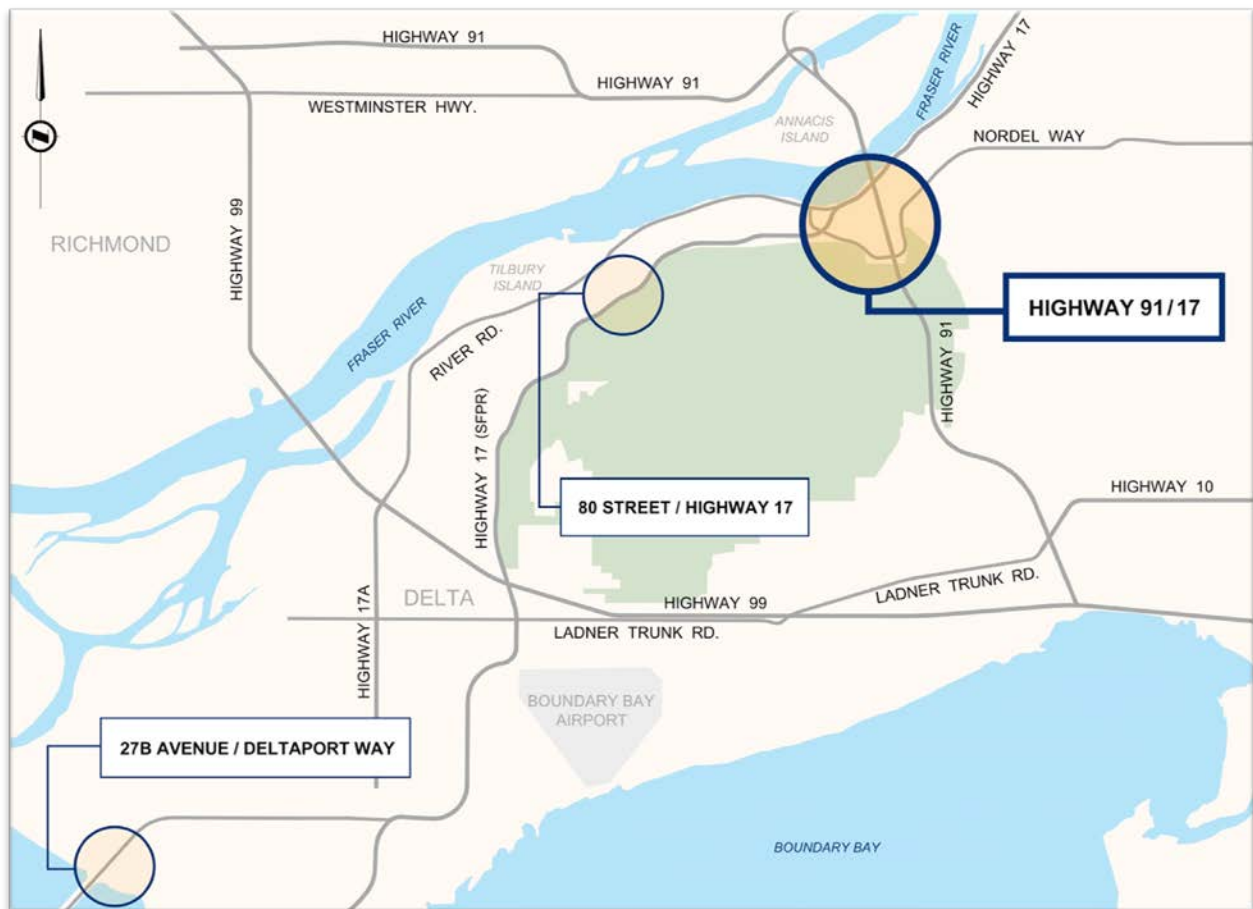 HIGHWAY 91
HIGHWAY 91
WESTMINSTER HWY.
FRASER RIVER
HIGHWAY 17
ANNACIS
ISLAND
NORDEL WAY
HIGHWAY 99
RICHMOND
TILBURY
ISLAND
FRASER RIVER
RIVER RD.
HIGHWAY 91/17
HIGHWAY 91
HIGHWAY 17 (SFPR)
80 STREET / HIGHWAY 17
HIGHWAY 10
LADNER TRUNK RD.
DELTA
HIGHWAY 99
LADNER TRUNK RD.
HIGHWAY 17A
BOUNDARY BAY
AIRPORT
27B AVENUE / DELTAPORT WAY
BOUNDARY BAY